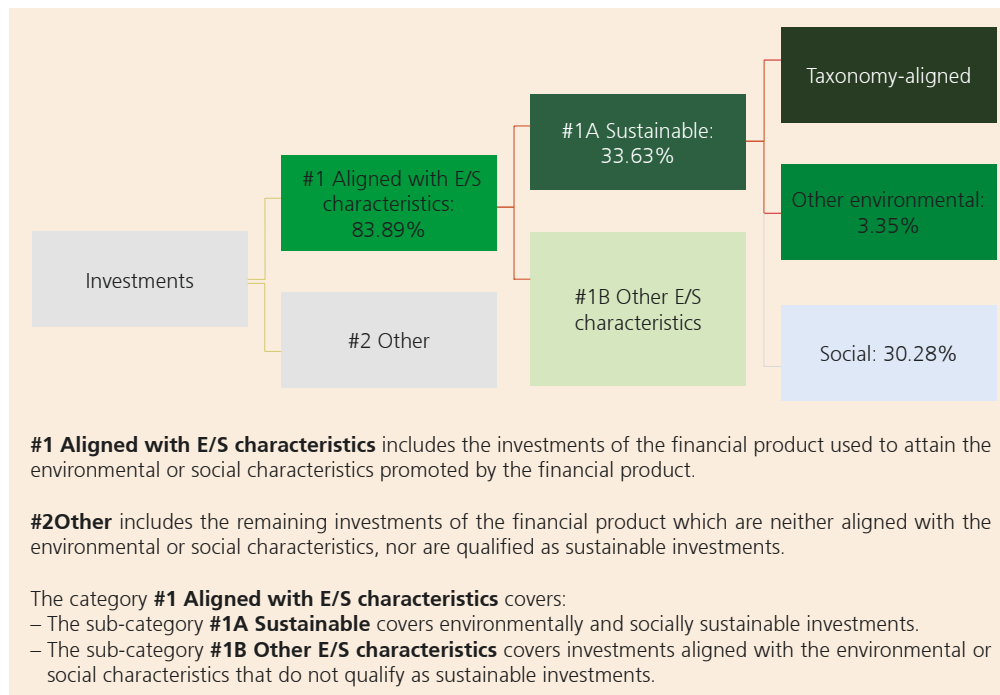 Investments
#1 Aligned with E/S
characteristics:
83.89%
#2 Other
#1A Sustainable:
33.63%
#1B Other E/S
characteristics
Taxonomy-aligned
Other environmental:
3.35%
Social: 30.28%
#1 Aligned with E/S characteristics includes the investments of the financial product used to attain the
environmental or social characteristics promoted by the financial product.
#2Other includes the remaining investments of the financial product which are neither aligned with the
environmental or social characteristics, nor are qualified as sustainable investments.
The category #1 Aligned with E/S characteristics covers:
– The sub-category #1A Sustainable covers environmentally and socially sustainable investments.
– The sub-category #1B Other E/S characteristics covers investments aligned with the environmental or
social characteristics that do not qualify as sustainable investments.